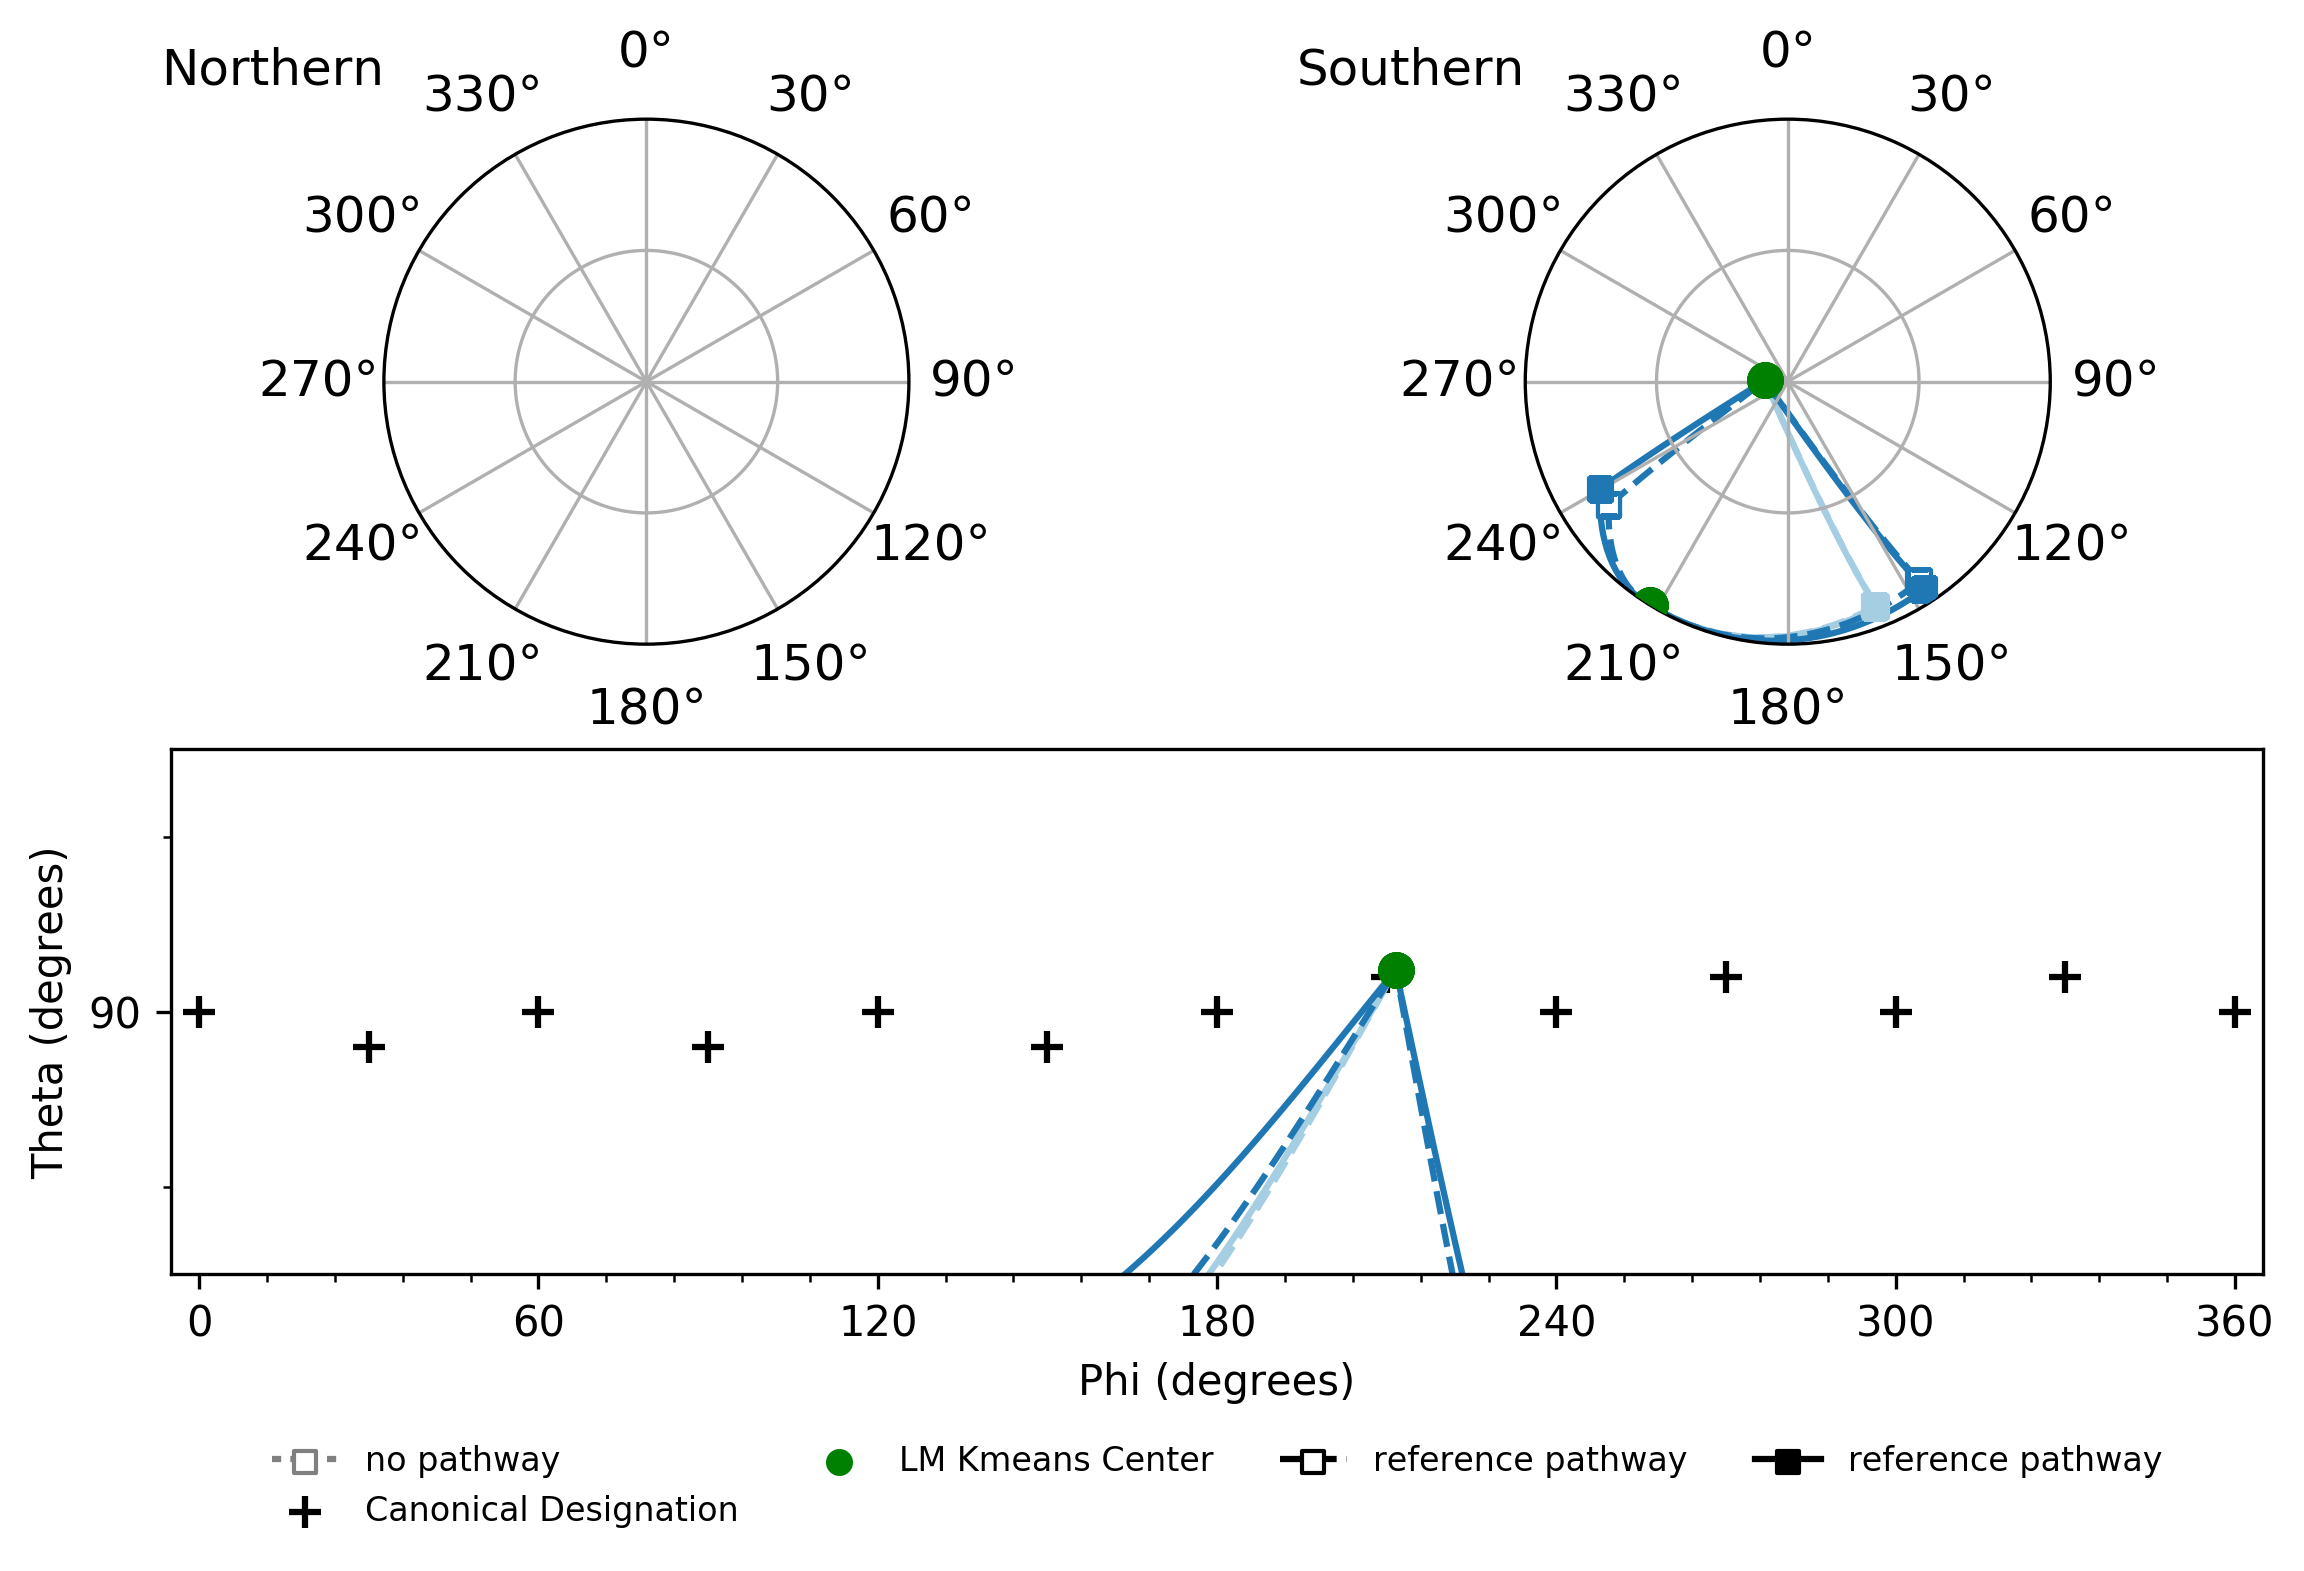 Northern
0°
30°
60°
90°
120°
150°
180°
210°
240°
270°
300°
330°
Southern
0°
30°
60°
90°
120°
150°
180°
210°
240°
270°
300°
330°
Theta (degrees)
90
0 60 120 180 240 300 360
Phi (degrees)
no pathway
Canonical Designation
LM Kmeans Center
reference pathway
reference pathway